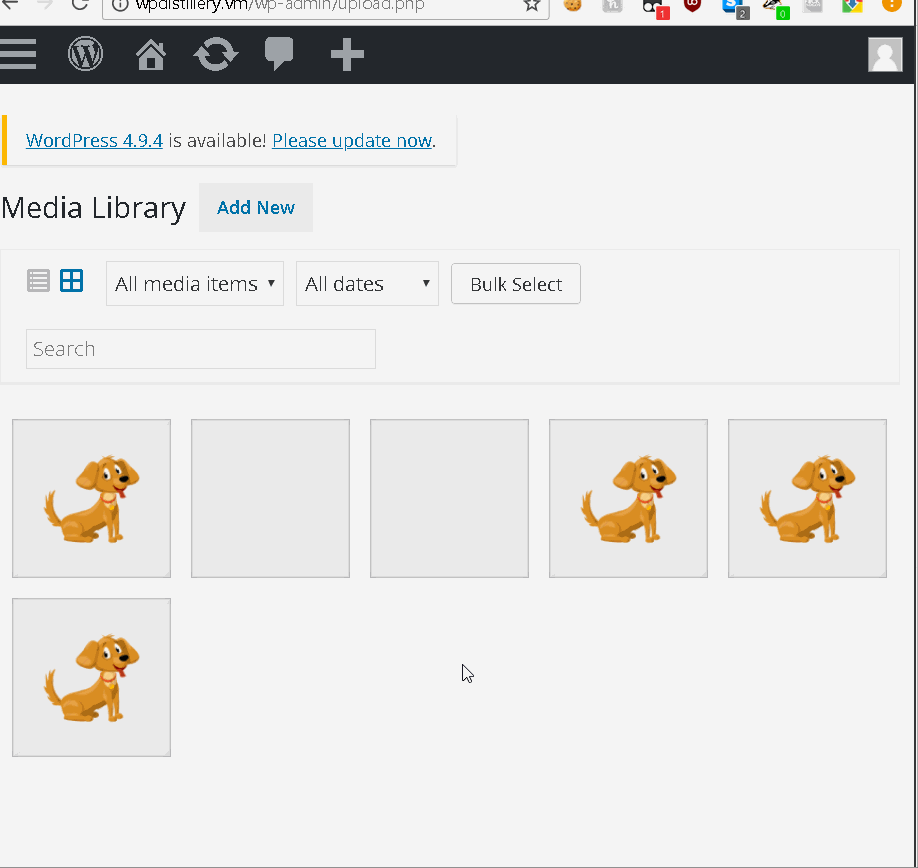 wpdistillery.vm/wp-admin/upload.php
1
2
0
WordPress 4.9.4 is available! Please update now.
Media Library
Add New
All media items
All dates
Bulk Select
Search